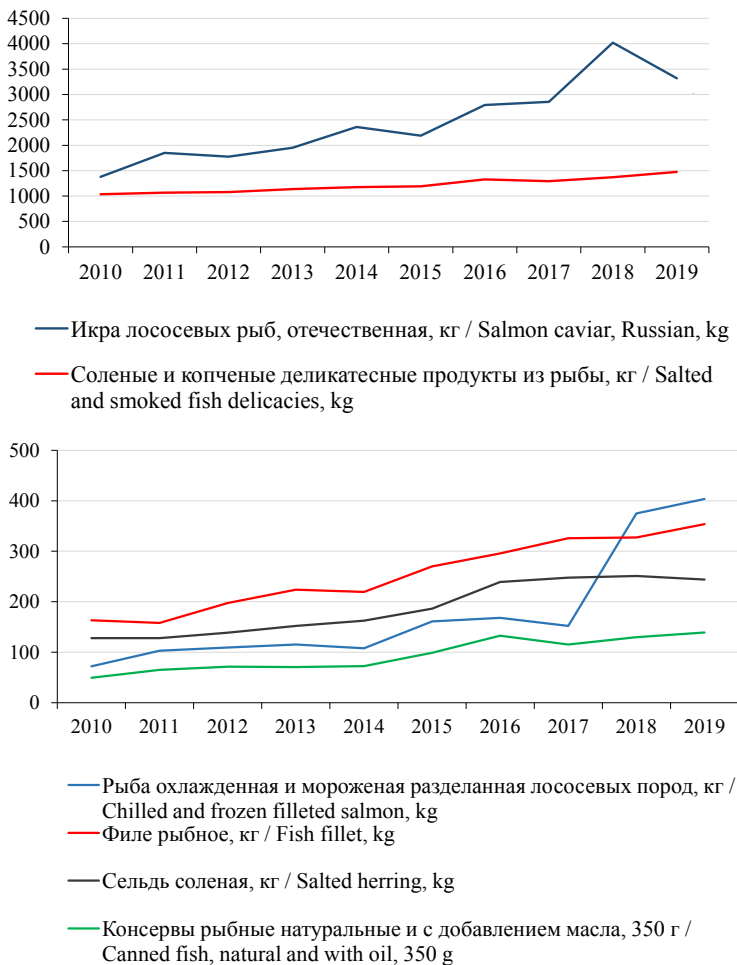 4500
4000
3500
3000
2500
2000
1500
1000
500
0
2010 2011 2012 2013 2014 2015 2016 2017 2018 2019
Икра лососевых рыб, отечественная, кг / Salmon caviar, Russian, kg
Соленые и копченые деликатесные продукты из рыбы, кг / Salted
and smoked fish delicacies, kg
500
400
300
200
100
0
2010 2011 2012 2013 2014 2015 2016 2017 2018 2019
Рыба охлажденная и мороженая разделанная лососевых пород, кг /
Chilled and frozen filleted salmon, kg
Филе рыбное, кг / Fish fillet, kg
Сельдь соленая, кг / Salted herring, kg
Консервы рыбные натуральные и с добавлением масла, 350 г /
Canned fish, natural and with oil, 350 g